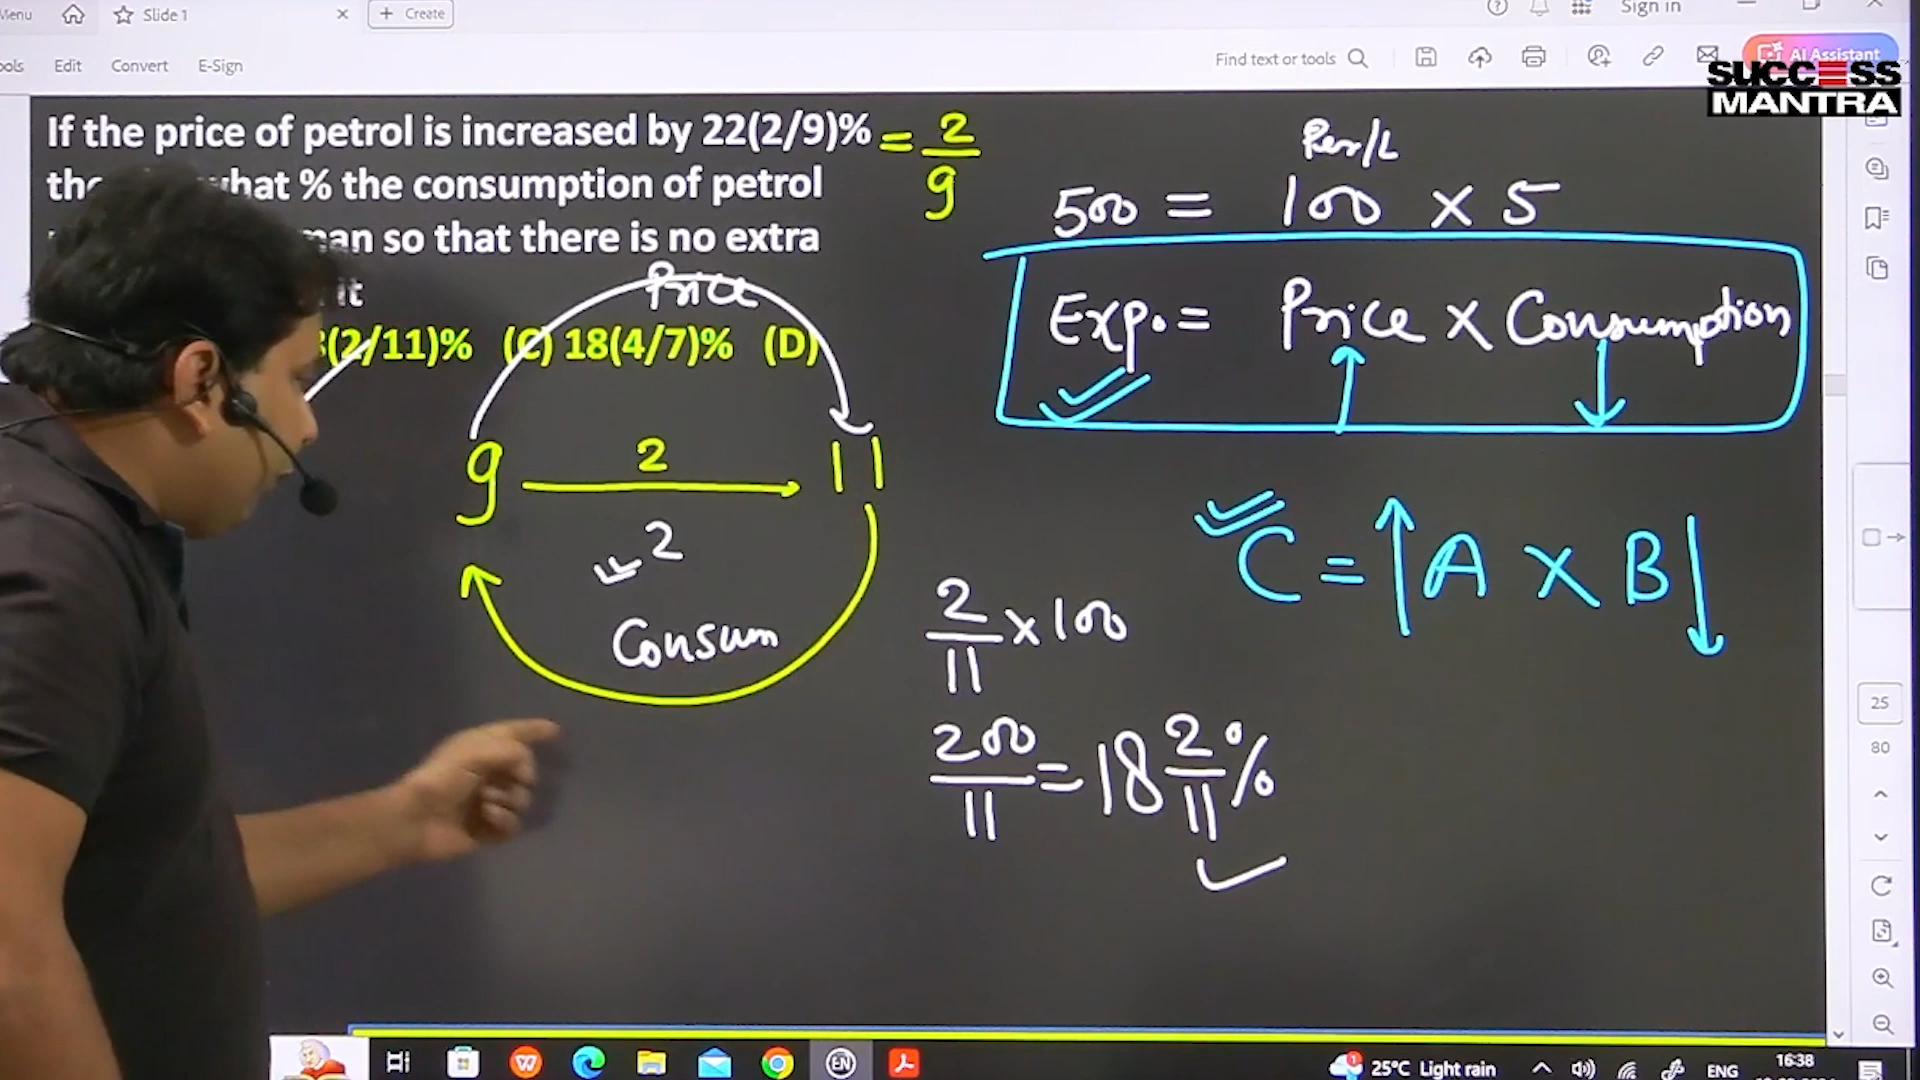 Menu Slide 1 + Create Sign in
ools Edit Convert E-Sign Find text or tools AI Assistant
SUCCESS
MANTRA
If the price of petrol is increased by 22(2/9)% = 2/9
what % the consumption of petrol
man so that there is no extra
it
(2/11)% (C) 18(4/7)% (D)
Per/L
500 = 100 × 5
Exp. = Price × Consumption
Price
9 2 11
2
Consum
C = A × B
2/11 × 100
200/11 = 18 2/11 %
25
80
EN
1
25°C Light rain
ENG
16:38